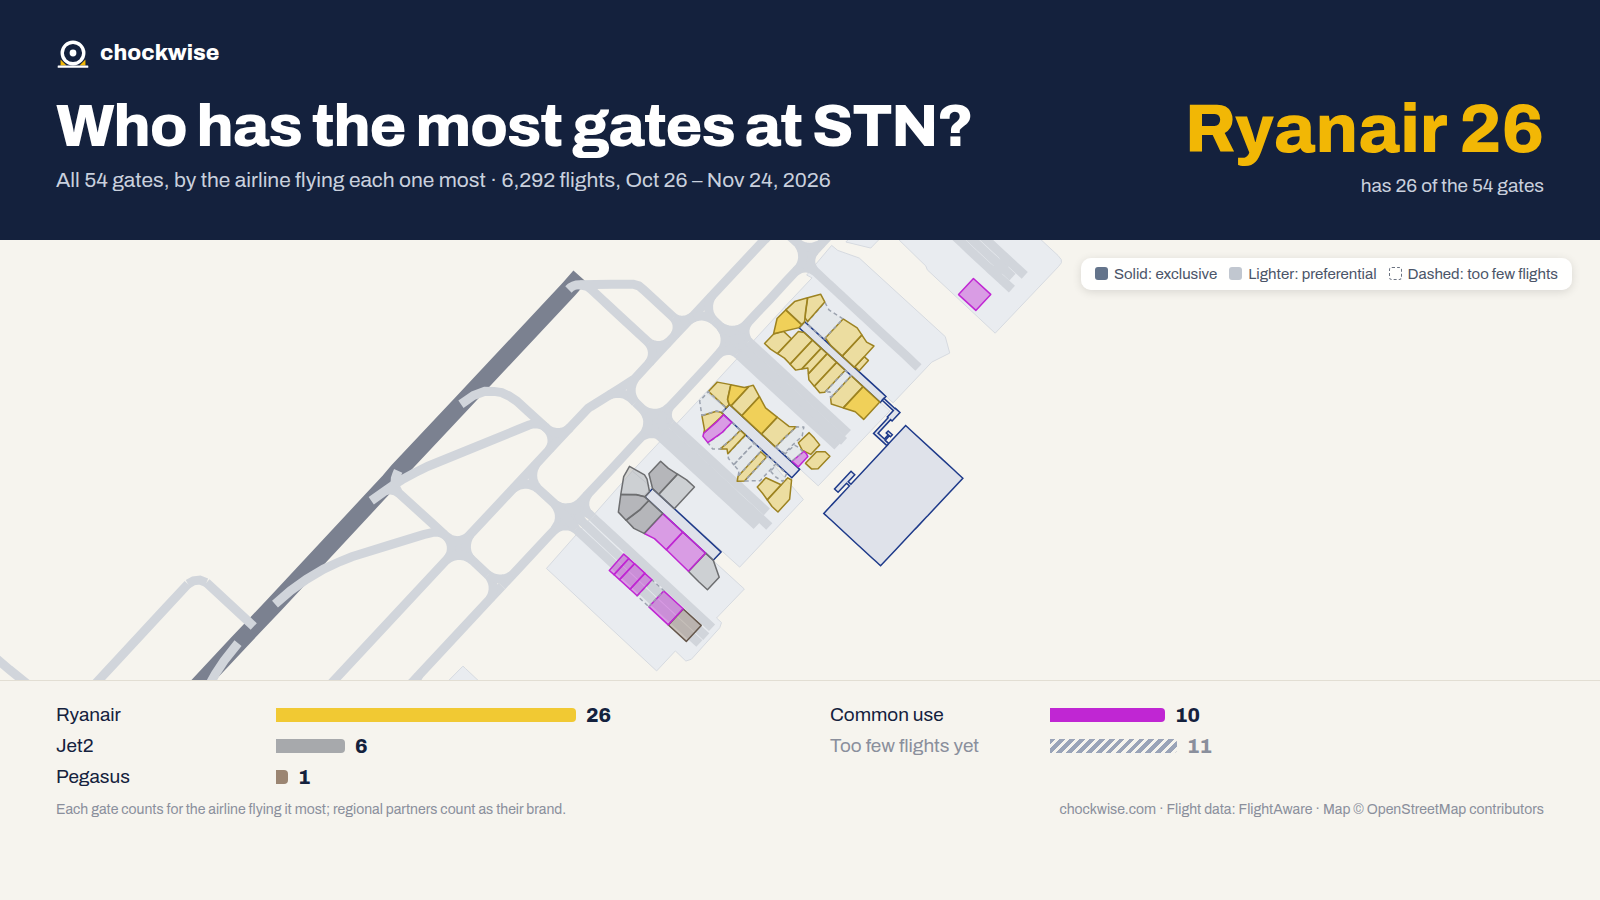 chockwise
Who has the most gates at STN?
All 54 gates, by the airline flying each one most · 6,292 flights, Oct 26 – Nov 24, 2026
Ryanair 26
has 26 of the 54 gates
Solid: exclusive Lighter: preferential Dashed: too few flights
Ryanair 26
Jet2 6
Pegasus 1
Common use 10
Too few flights yet 11
Each gate counts for the airline flying it most; regional partners count as their brand.
chockwise.com · Flight data: FlightAware · Map © OpenStreetMap contributors